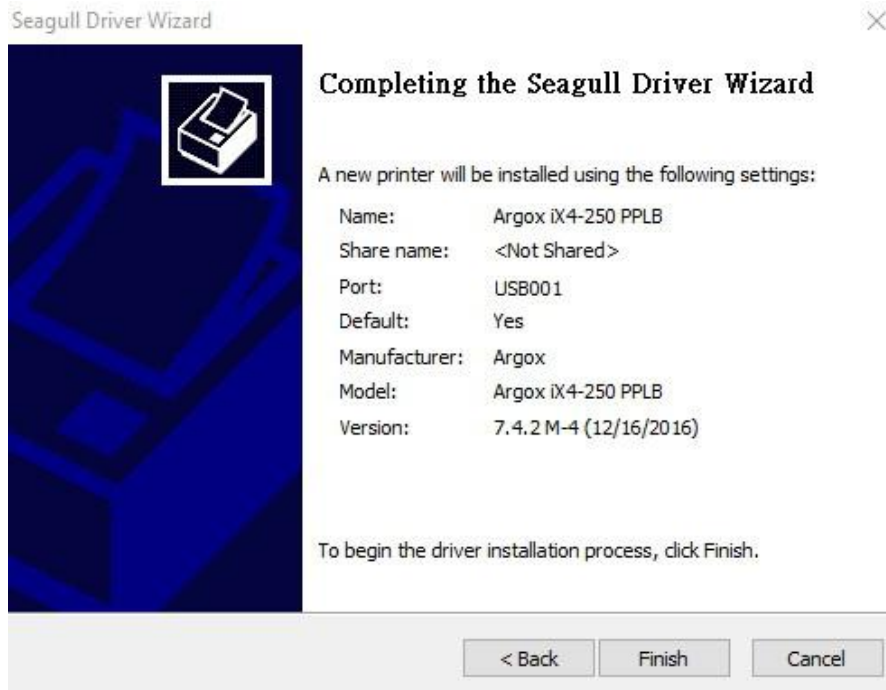 Seagull Driver Wizard
Completing the Seagull Driver Wizard
A new printer will be installed using the following settings:
Name: Argox iX4-250 PPLB
Share name: <Not Shared>
Port: USB001
Default: Yes
Manufacturer: Argox
Model: Argox iX4-250 PPLB
Version: 7.4.2 M-4 (12/16/2016)
To begin the driver installation process, click Finish.
< Back Finish Cancel